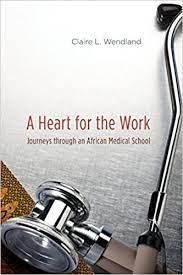 Claire L. Wendland
A Heart for the Work
Journeys through an African Medical School